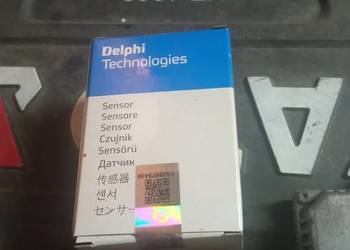 Delphi
Technologies
Sensor
Sensore
Sensor
Czujnik
Sensörü
Датчик
传感器
센서
センサー
A